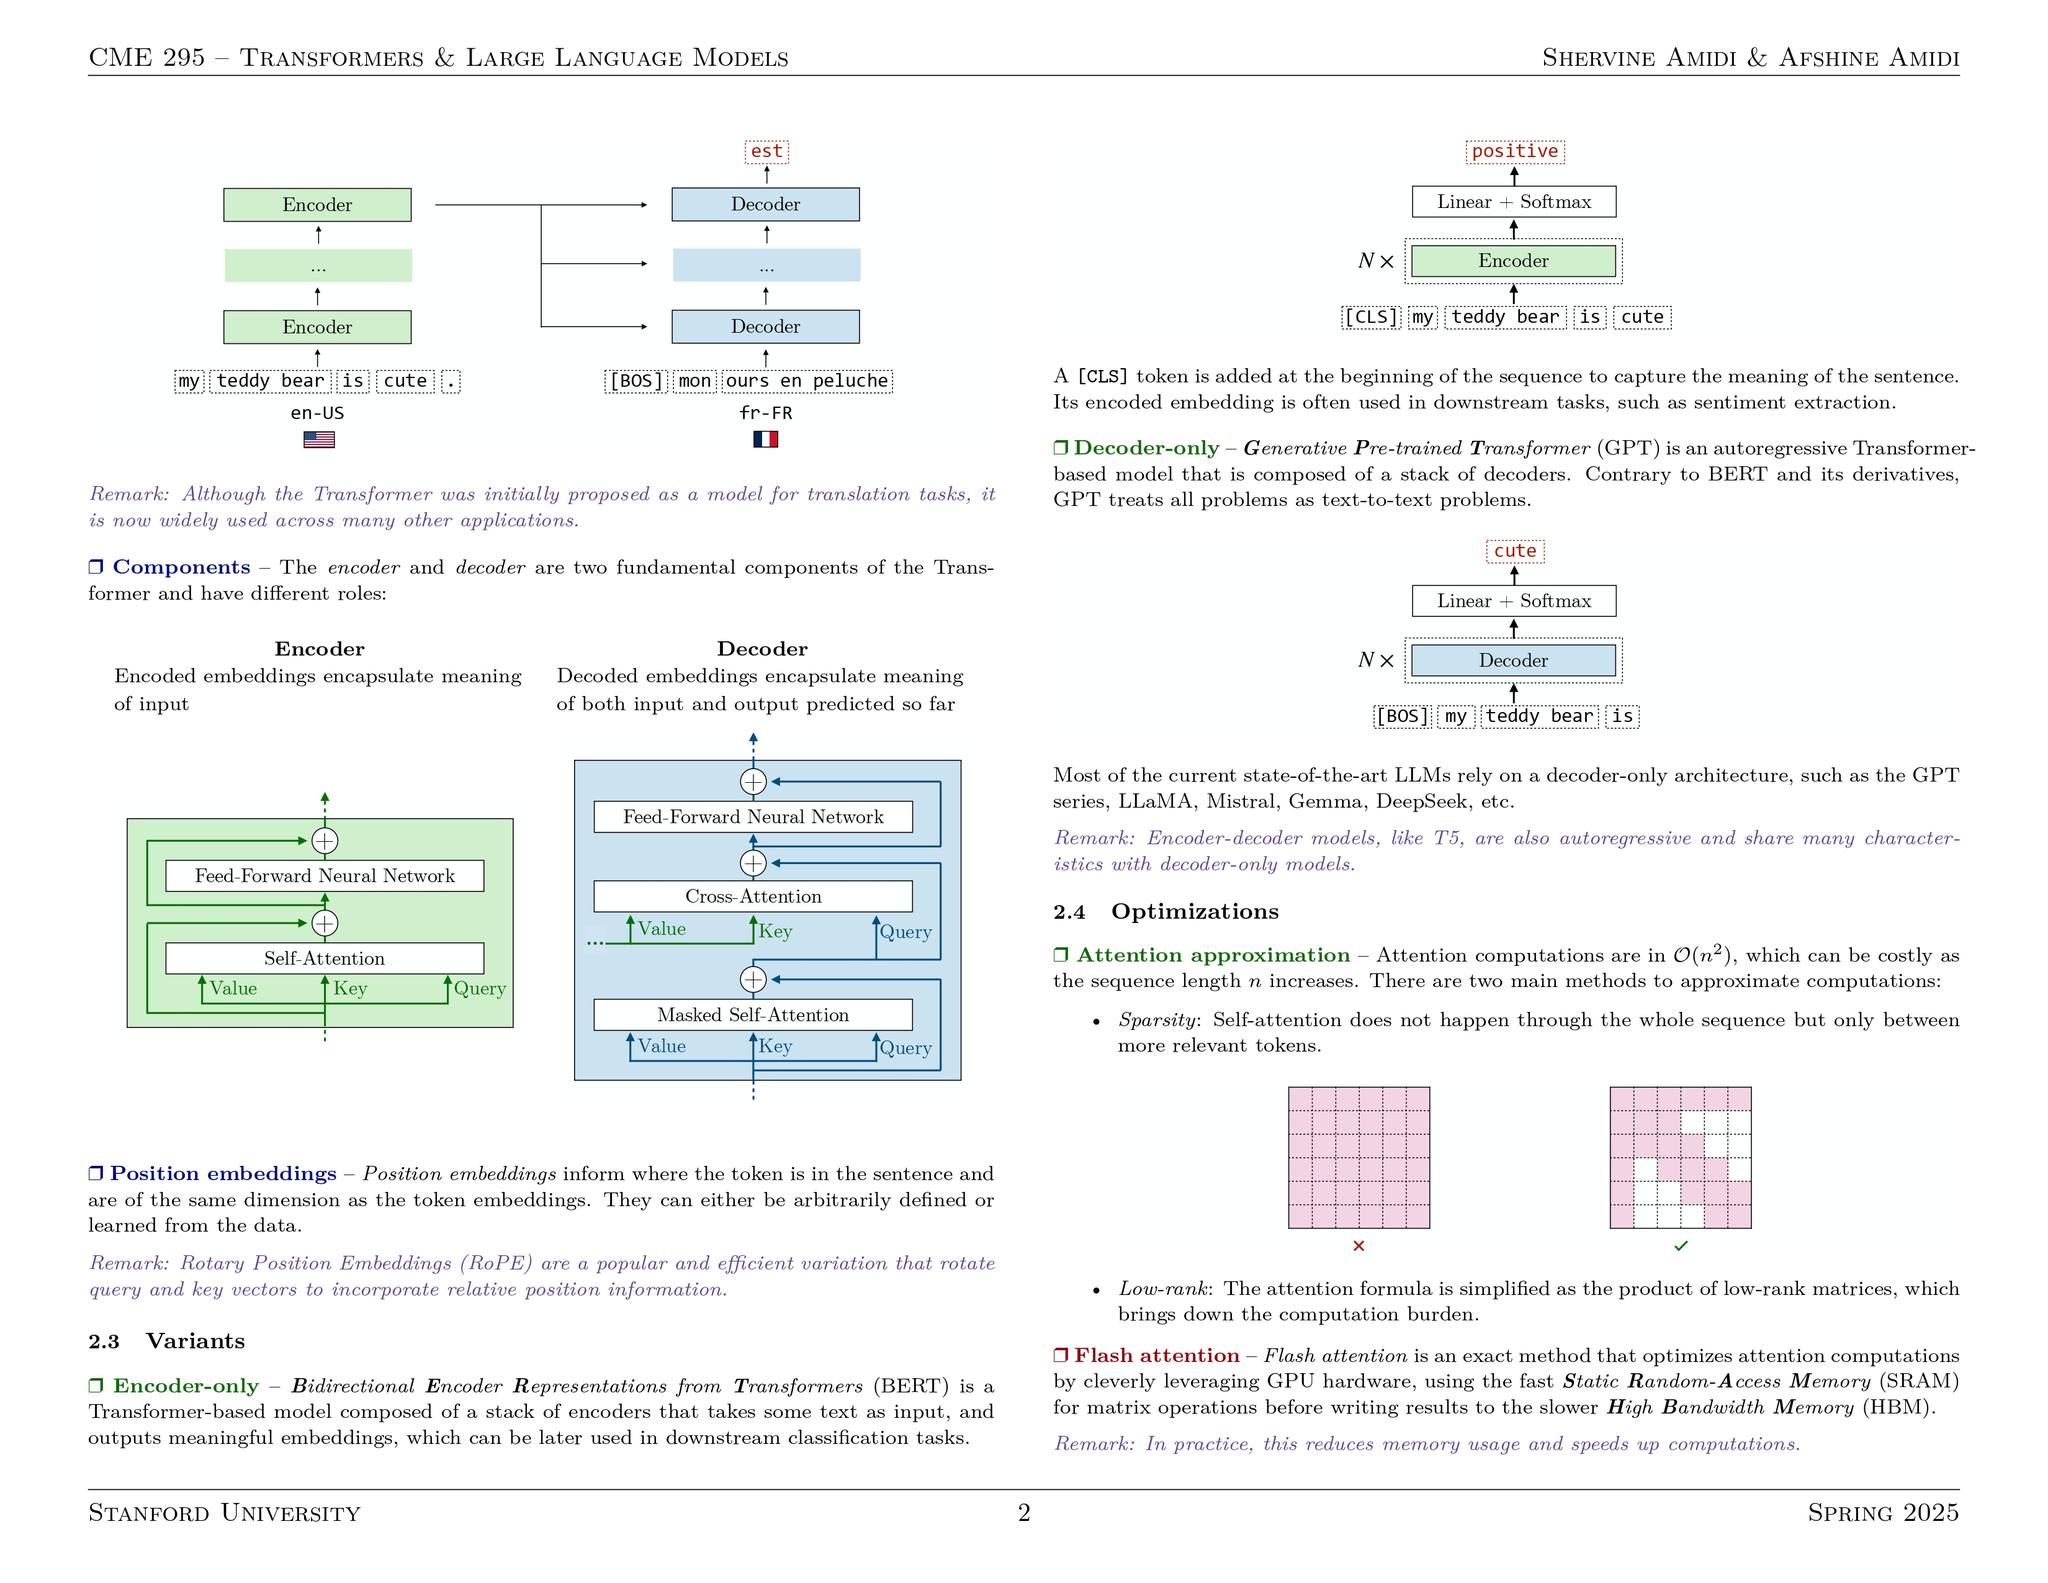 CME 295 – Transformers & Large Language Models
Shervine Amidi & Afshine Amidi
est
Encoder
Decoder
...
...
Encoder
Decoder
my teddy bear is cute .
[BOS] mon ours en peluche
en-US
fr-FR
Remark: Although the Transformer was initially proposed as a model for translation tasks, it
is now widely used across many other applications.
❒ Components – The encoder and decoder are two fundamental components of the Trans-
former and have different roles:
Encoder
Encoded embeddings encapsulate meaning
of input
Decoder
Decoded embeddings encapsulate meaning
of both input and output predicted so far
+
Feed-Forward Neural Network
+
Self-Attention
Value Key Query
+
Feed-Forward Neural Network
+
Cross-Attention
... Value Key Query
+
Masked Self-Attention
Value Key Query
❒ Position embeddings – Position embeddings inform where the token is in the sentence and
are of the same dimension as the token embeddings. They can either be arbitrarily defined or
learned from the data.
Remark: Rotary Position Embeddings (RoPE) are a popular and efficient variation that rotate
query and key vectors to incorporate relative position information.
2.3 Variants
❒ Encoder-only – Bidirectional Encoder Representations from Transformers (BERT) is a
Transformer-based model composed of a stack of encoders that takes some text as input, and
outputs meaningful embeddings, which can be later used in downstream classification tasks.
positive
Linear + Softmax
N × Encoder
[CLS] my teddy bear is cute
A [CLS] token is added at the beginning of the sequence to capture the meaning of the sentence.
Its encoded embedding is often used in downstream tasks, such as sentiment extraction.
❒ Decoder-only – Generative Pre-trained Transformer (GPT) is an autoregressive Transformer-
based model that is composed of a stack of decoders. Contrary to BERT and its derivatives,
GPT treats all problems as text-to-text problems.
cute
Linear + Softmax
N × Decoder
[BOS] my teddy bear is
Most of the current state-of-the-art LLMs rely on a decoder-only architecture, such as the GPT
series, LLaMA, Mistral, Gemma, DeepSeek, etc.
Remark: Encoder-decoder models, like T5, are also autoregressive and share many character-
istics with decoder-only models.
2.4 Optimizations
❒ Attention approximation – Attention computations are in O(n²), which can be costly as
the sequence length n increases. There are two main methods to approximate computations:
• Sparsity: Self-attention does not happen through the whole sequence but only between
more relevant tokens.
✕ ✓
• Low-rank: The attention formula is simplified as the product of low-rank matrices, which
brings down the computation burden.
❒ Flash attention – Flash attention is an exact method that optimizes attention computations
by cleverly leveraging GPU hardware, using the fast Static Random-Access Memory (SRAM)
for matrix operations before writing results to the slower High Bandwidth Memory (HBM).
Remark: In practice, this reduces memory usage and speeds up computations.
Stanford University
2
Spring 2025